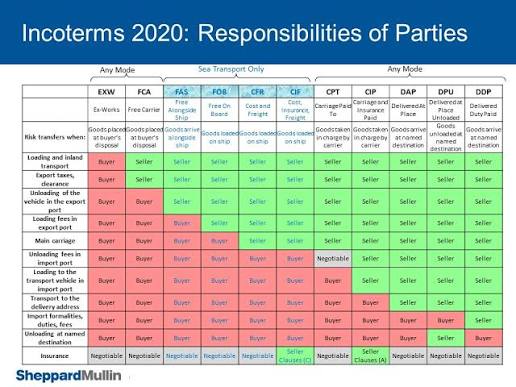 Incoterms 2020: Responsibilities of Parties
Any Mode Sea Transport Only Any Mode
EXW FCA FAS FOB CFR CIF CPT CIP DAP DPU DDP
Ex-Works Free Carrier Free Alongside Ship Free On Board Cost and Freight Cost, Insurance, Freight Carriage Paid To Carriage and Insurance Paid Delivered At Place Delivered at Place Unloaded Delivered Duty Paid
Risk transfers when: Goods placed at buyer's disposal Goods placed at buyer's disposal Goods arrive alongside ship Goods loaded on ship Goods loaded on ship Goods loaded on ship Goods taken in charge by carrier Goods taken in charge by carrier Goods arrive at named destination Goods unloaded at named destination Goods arrive at named destination
Loading and inland transport Buyer Seller Seller Seller Seller Seller Seller Seller Seller Seller Seller
Export taxes, clearance Buyer Seller Seller Seller Seller Seller Seller Seller Seller Seller Seller
Unloading of the vehicle in the export port Buyer Buyer Seller Seller Seller Seller Seller Seller Seller Seller Seller
Loading fees in export port Buyer Buyer Buyer Seller Seller Seller Seller Seller Seller Seller Seller
Main carriage Buyer Buyer Buyer Buyer Seller Seller Seller Seller Seller Seller Seller
Unloading fees in import port Buyer Buyer Buyer Buyer Buyer Buyer Negotiable Seller Seller Seller Seller
Loading to the transport vehicle in import port Buyer Buyer Buyer Buyer Buyer Buyer Buyer Seller Seller Seller Seller
Transport to the delivery address Buyer Buyer Buyer Buyer Buyer Buyer Buyer Buyer Seller Seller Seller
Import formalities, duties, fees Buyer Buyer Buyer Buyer Buyer Buyer Buyer Buyer Buyer Buyer Seller
Unloading at named destination Buyer Buyer Buyer Buyer Buyer Buyer Buyer Buyer Buyer Seller Buyer
Insurance Negotiable Negotiable Negotiable Negotiable Negotiable Seller Clauses (C) Negotiable Seller Clauses (A) Negotiable Negotiable Negotiable
SheppardMullin